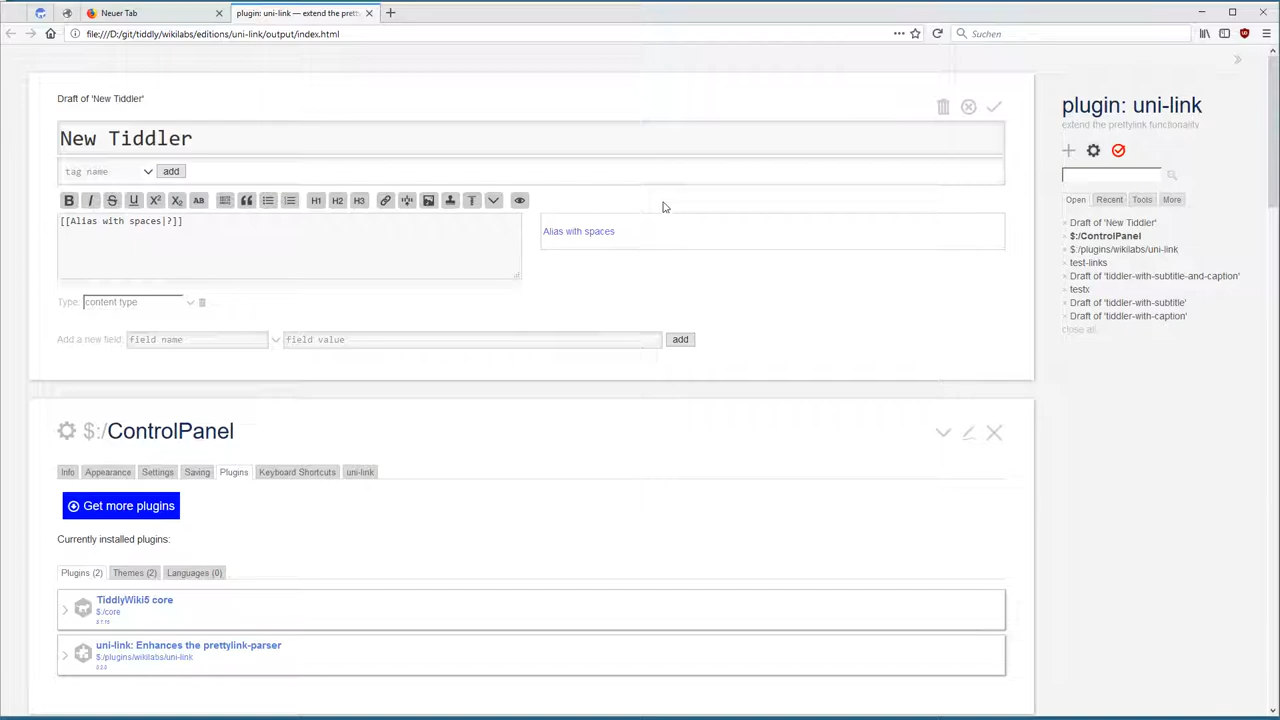 Neuer Tab
plugin: uni-link — extend the prett
file:///D:/git/tiddly/wikilabs/editions/uni-link/output/index.html
Suchen
Draft of 'New Tiddler'
New Tiddler
tag name
add
B I S U X² X₂ AB H1 H2 H3 T
[[Alias with spaces|?]]
Alias with spaces
Type: content type
...
Add a new field: field name field value add
$:/ControlPanel
Info Appearance Settings Saving Plugins Keyboard Shortcuts uni-link
Get more plugins
Currently installed plugins:
Plugins (2) Themes (2) Languages (0)
TiddlyWiki5 core
$:/core
uni-link: Enhances the prettylink-parser
$:/plugins/wikilabs/uni-link
plugin: uni-link
extend the prettylink functionality
Open Recent Tools More
× Draft of 'New Tiddler'
× $:/ControlPanel
× $:/plugins/wikilabs/uni-link
× test-links
× Draft of 'tiddler-with-subtitle-and-caption'
× testx
× Draft of 'tiddler-with-subtitle'
× Draft of 'tiddler-with-caption'
close all